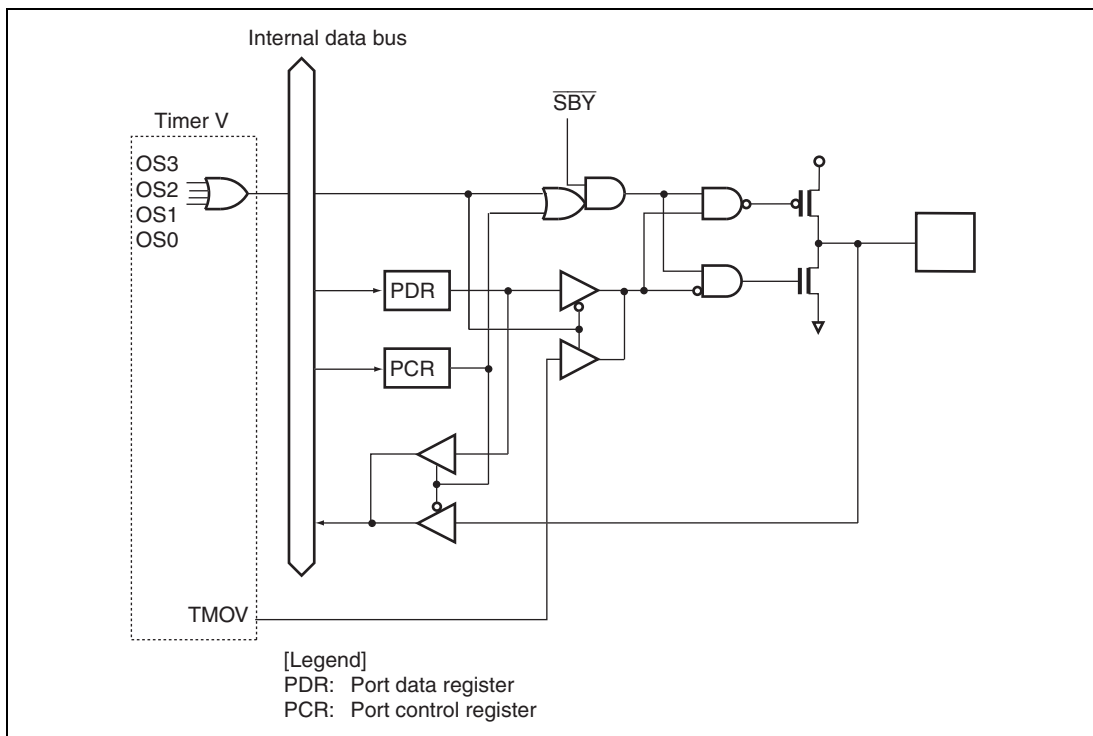 Internal data bus
SBY
Timer V
OS3
OS2
OS1
OS0
PDR
PCR
TMOV
[Legend]
PDR: Port data register
PCR: Port control register